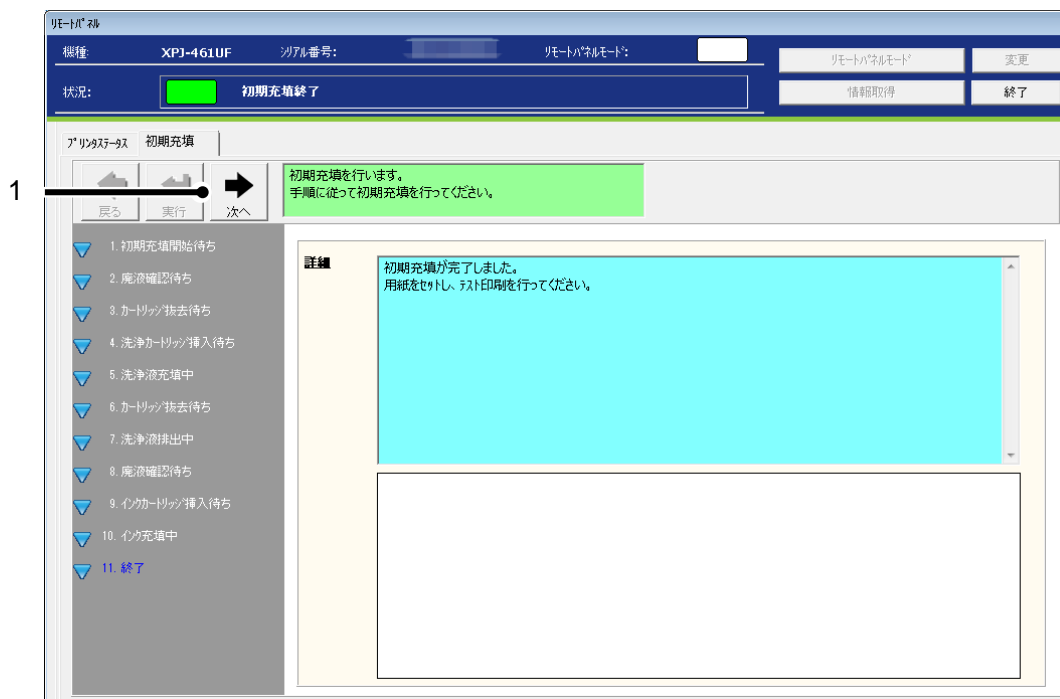 リモートパネル
機種:
XPJ-461UF
シリアル番号:
リモートパネルモード:
リモートパネルモード
変更
状況:
初期充填終了
情報取得
終了
プリンタステータス
初期充填
1
戻る
実行
次へ
初期充填を行います。
手順に従って初期充填を行ってください。
1. 初期充填開始待ち
2. 廃液確認待ち
3. カートリッジ抜去待ち
4. 洗浄カートリッジ挿入待ち
5. 洗浄液充填中
6. カートリッジ抜去待ち
7. 洗浄液排出中
8. 廃液確認待ち
9. インクカートリッジ挿入待ち
10. インク充填中
11. 終了
詳細
初期充填が完了しました。
用紙をセットし、テスト印刷を行ってください。